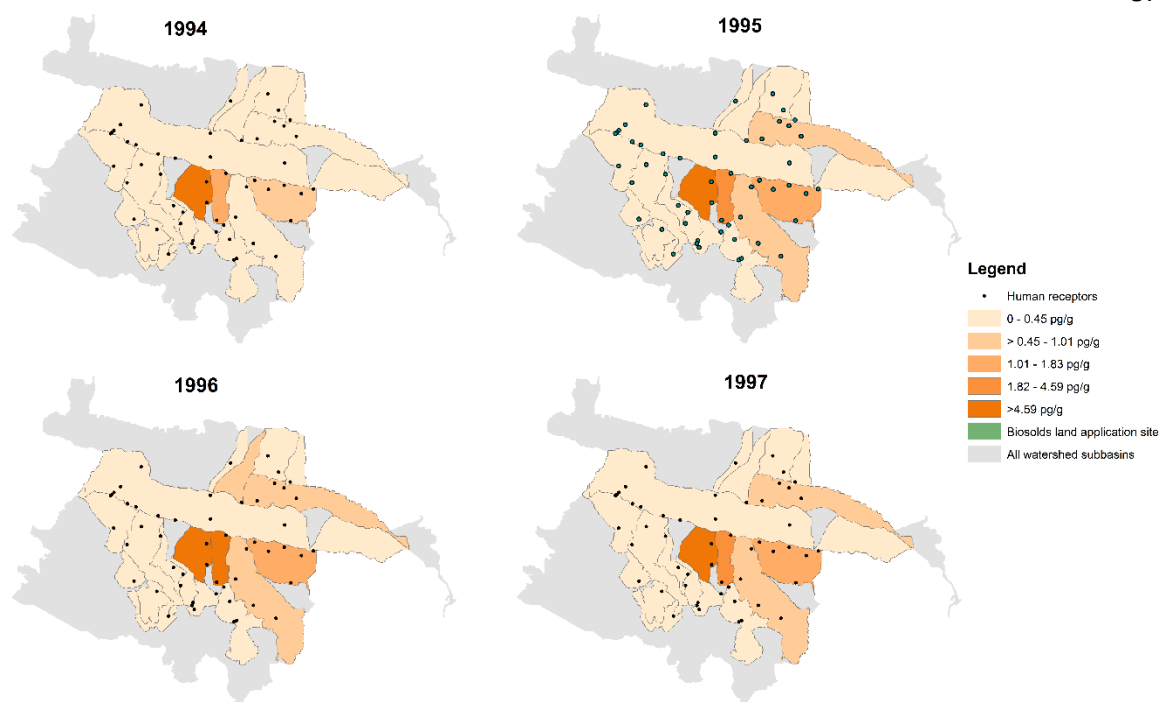 1994
1995
Legend
Human receptors
0 - 0.45 pg/g
> 0.45 - 1.01 pg/g
1.01 - 1.83 pg/g
1.82 - 4.59 pg/g
>4.59 pg/g
Biosolds land application site
All watershed subbasins
1996
1997